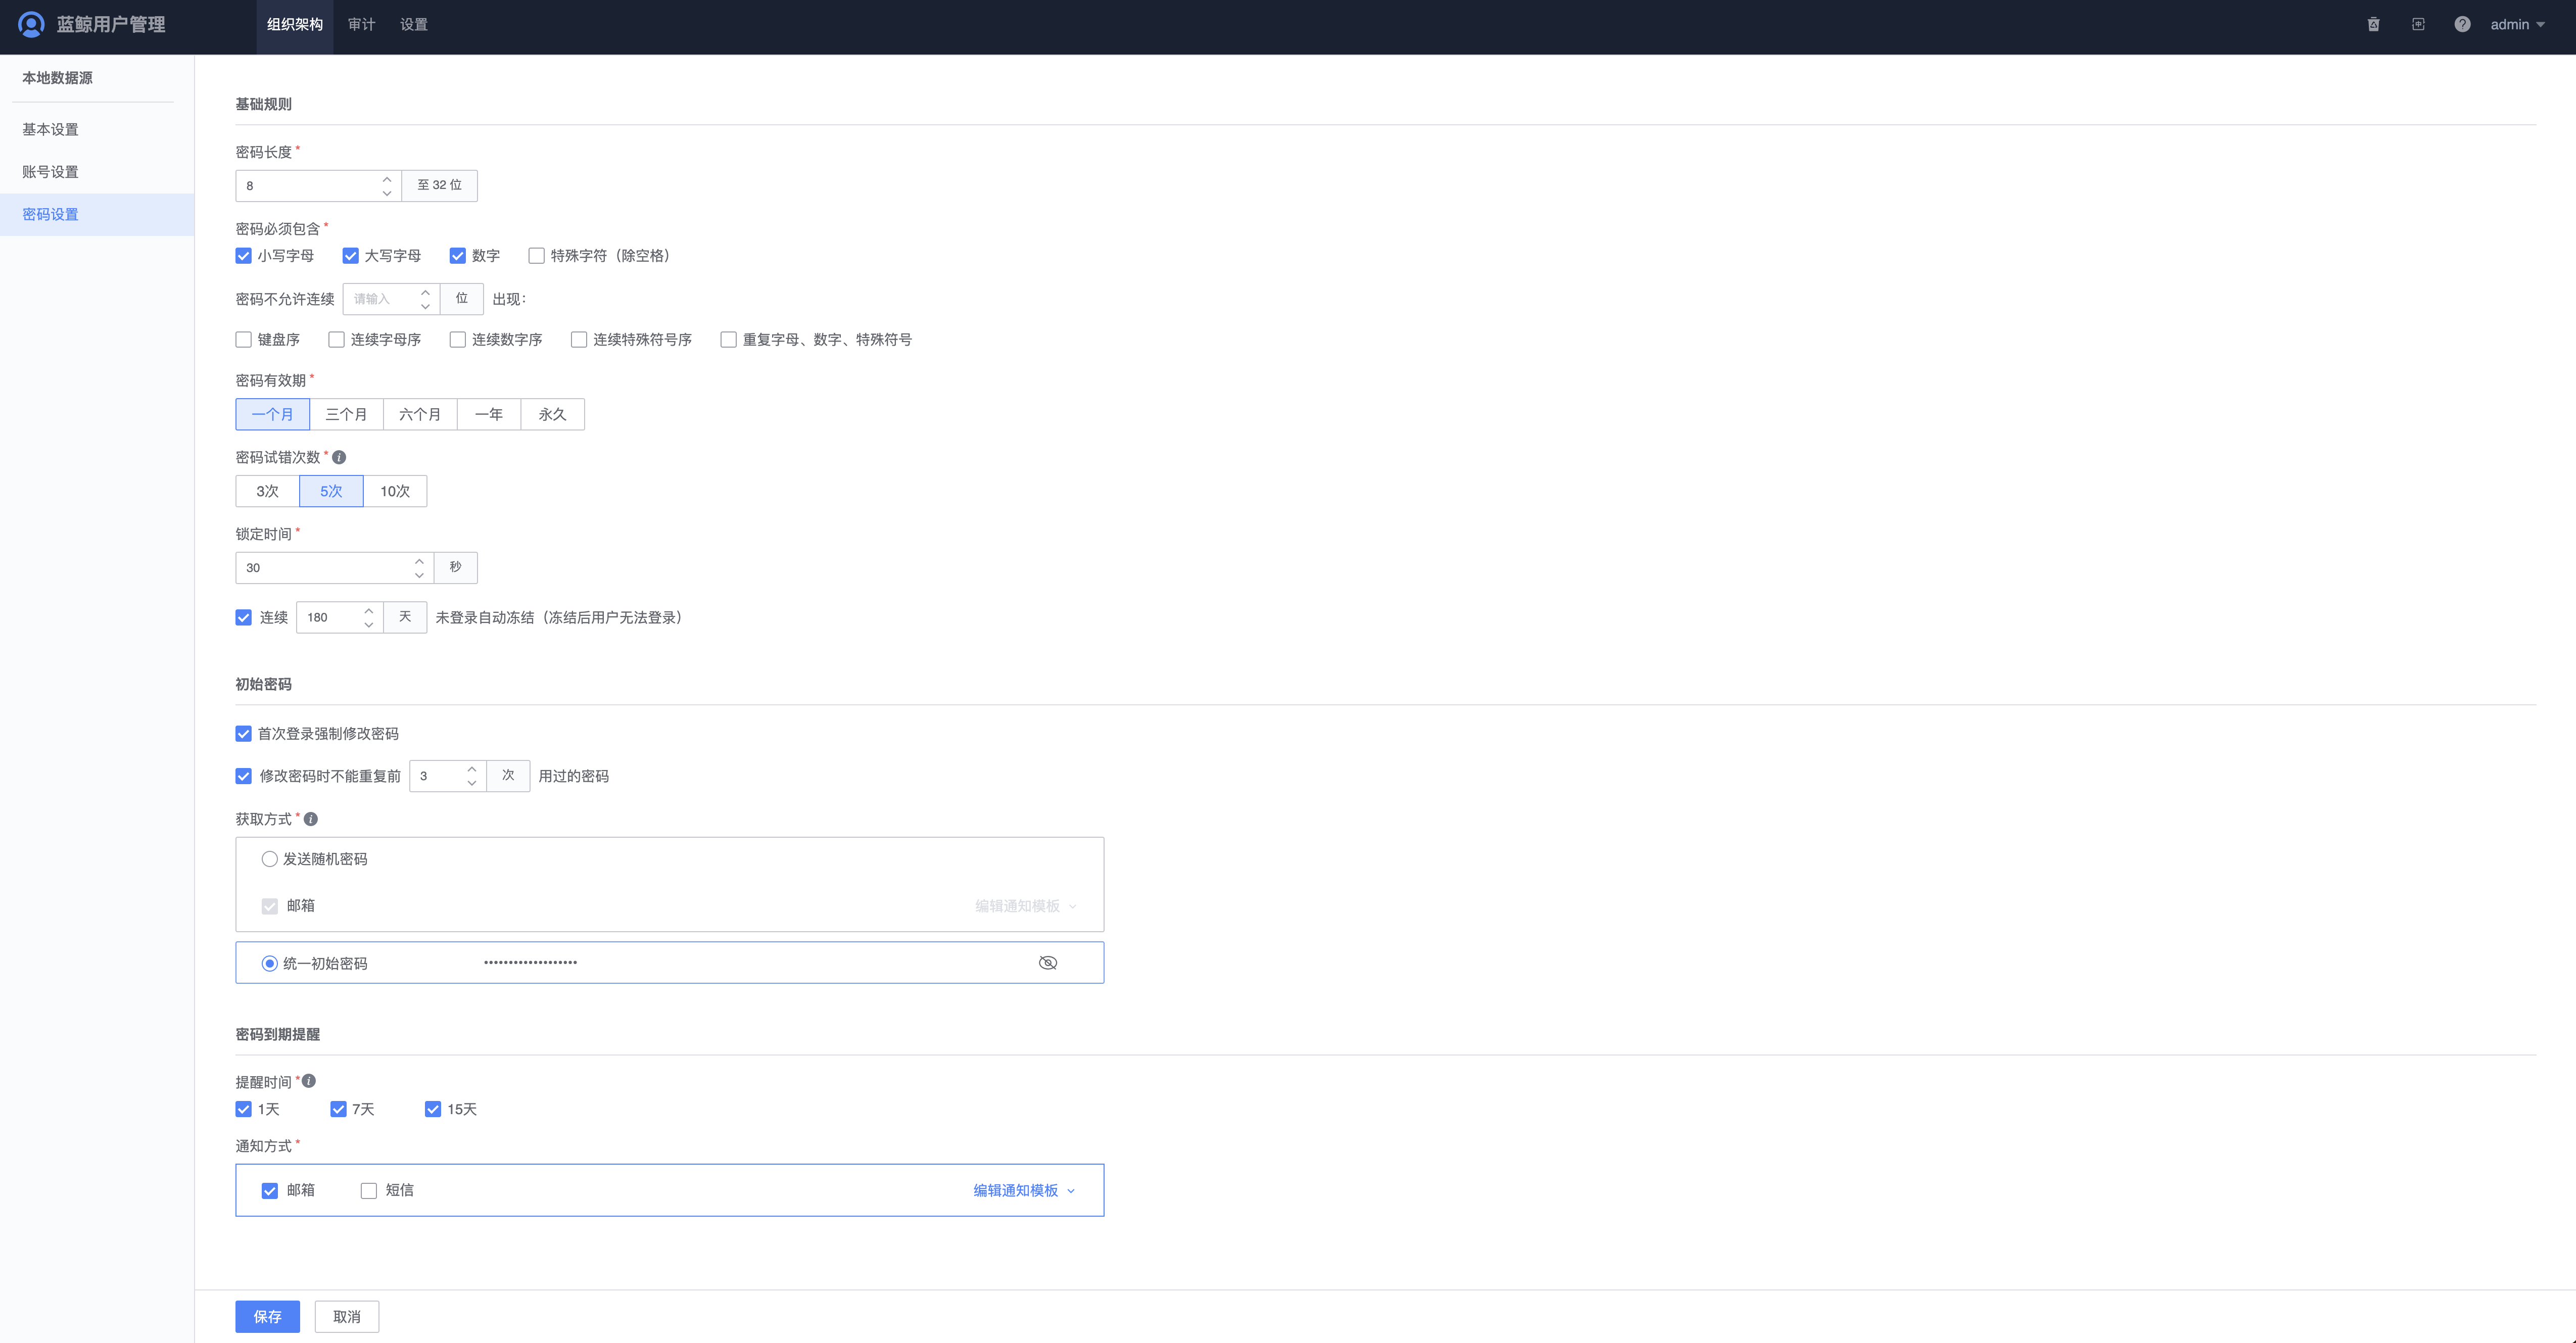 蓝鲸用户管理 组织架构 审计 设置 admin
本地数据源
基本设置
账号设置
密码设置
基础规则
密码长度 *
8 至 32 位
密码必须包含 *
小写字母 大写字母 数字 特殊字符（除空格）
密码不允许连续 请输入 位 出现：
键盘序 连续字母序 连续数字序 连续特殊符号序 重复字母、数字、特殊符号
密码有效期 *
一个月 三个月 六个月 一年 永久
密码试错次数 *
3次 5次 10次
锁定时间 *
30 秒
连续 180 天 未登录自动冻结（冻结后用户无法登录）
初始密码
首次登录强制修改密码
修改密码时不能重复前 3 次 用过的密码
获取方式 *
发送随机密码
邮箱 编辑通知模板
统一初始密码 •••••••••••••••••••
密码到期提醒
提醒时间 *
1天 7天 15天
通知方式 *
邮箱 短信 编辑通知模板
保存 取消